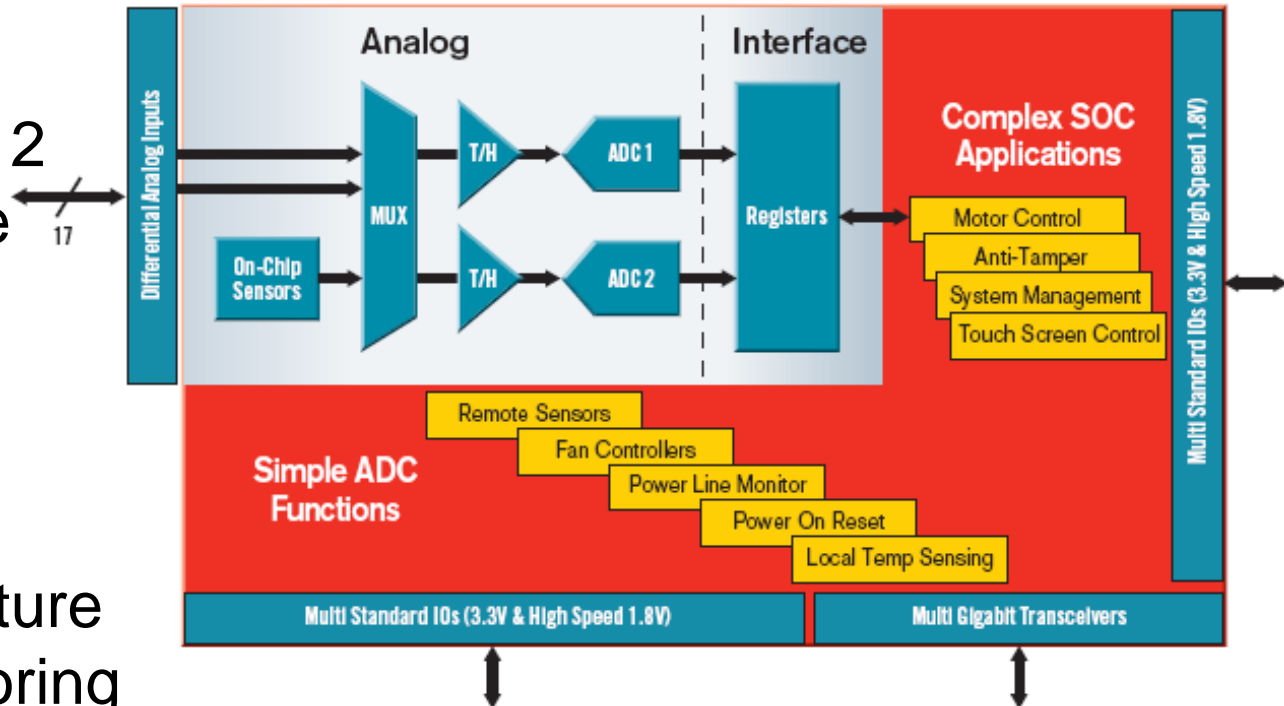 2
e
17
ture
oring
Differential Analog Inputs
Analog
Interface
MUX
T/H
ADC 1
T/H
ADC 2
On-Chip
Sensors
Registers
Complex SOC
Applications
Motor Control
Anti-Tamper
System Management
Touch Screen Control
Multi Standard IOs (3.3V & High Speed 1.8V)
Simple ADC
Functions
Remote Sensors
Fan Controllers
Power Line Monitor
Power On Reset
Local Temp Sensing
Multi Standard IOs (3.3V & High Speed 1.8V)
Multi Gigabit Transceivers